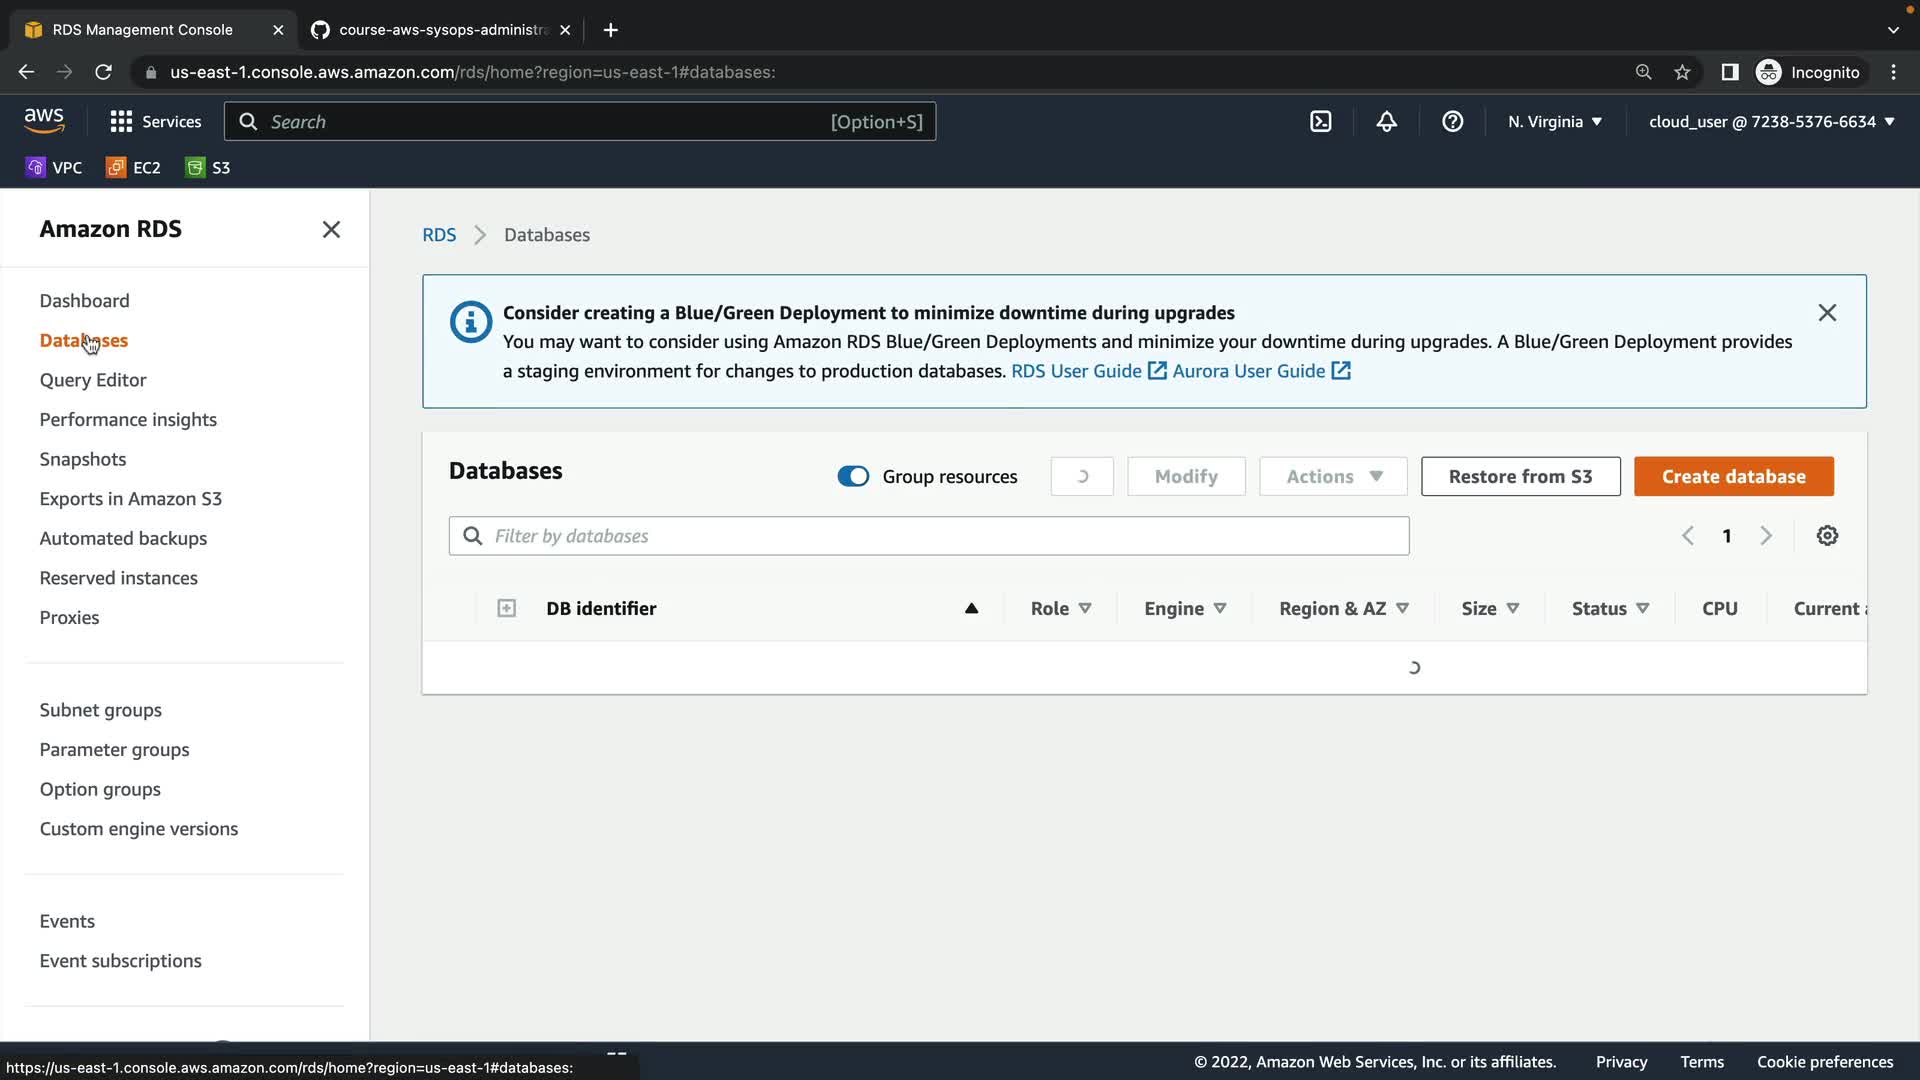 RDS Management Console
course-aws-sysops-administra
us-east-1.console.aws.amazon.com/rds/home?region=us-east-1#databases:
Incognito
aws
Services
Search
[Option+S]
N. Virginia
cloud_user @ 7238-5376-6634
VPC
EC2
S3
Amazon RDS
Dashboard
Databases
Query Editor
Performance insights
Snapshots
Exports in Amazon S3
Automated backups
Reserved instances
Proxies
Subnet groups
Parameter groups
Option groups
Custom engine versions
Events
Event subscriptions
RDS
Databases
Consider creating a Blue/Green Deployment to minimize downtime during upgrades
You may want to consider using Amazon RDS Blue/Green Deployments and minimize your downtime during upgrades. A Blue/Green Deployment provides
a staging environment for changes to production databases. RDS User Guide Aurora User Guide
Databases
Group resources
Modify
Actions
Restore from S3
Create database
Filter by databases
1
DB identifier
Role
Engine
Region & AZ
Size
Status
CPU
Current
https://us-east-1.console.aws.amazon.com/rds/home?region=us-east-1#databases:
© 2022, Amazon Web Services, Inc. or its affiliates.
Privacy
Terms
Cookie preferences